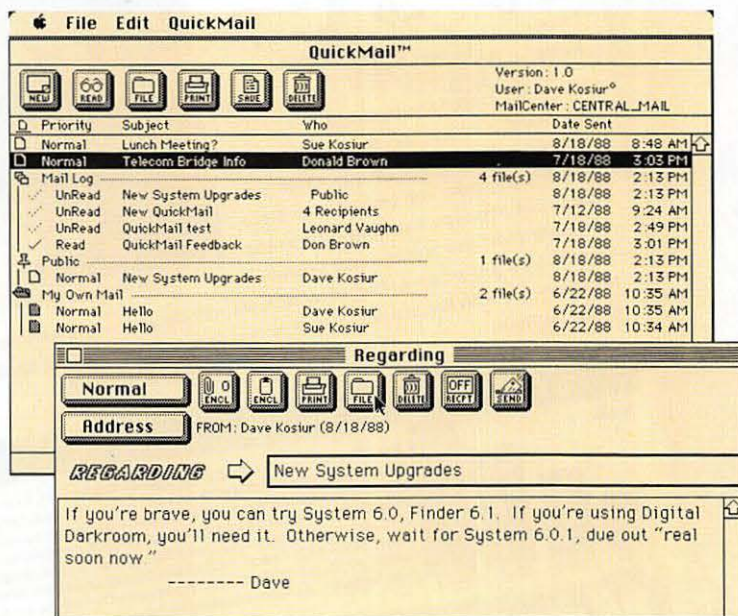 File Edit QuickMail
QuickMail™
NEW READ FILE PRINT SAVE DELETE
Version: 1.0
User: Dave Kosiur°
MailCenter: CENTRAL_MAIL
D Priority Subject Who Date Sent
Normal Lunch Meeting? Sue Kosiur 8/18/88 8:48 AM
Normal Telecom Bridge Info Donald Brown 7/18/88 3:03 PM
Mail Log 4 file(s) 8/18/88 2:13 PM
UnRead New System Upgrades Public 8/18/88 2:13 PM
UnRead New QuickMail 4 Recipients 7/12/88 9:24 AM
UnRead QuickMail test Leonard Vaughn 7/18/88 2:49 PM
Read QuickMail Feedback Don Brown 7/18/88 3:01 PM
Public 1 file(s) 8/18/88 2:13 PM
Normal New System Upgrades Dave Kosiur 8/18/88 2:13 PM
My Own Mail 2 file(s) 6/22/88 10:35 AM
Normal Hello Dave Kosiur 6/22/88 10:35 AM
Normal Hello Sue Kosiur 6/22/88 10:34 AM
Regarding
Normal 0 ENCL ENCL PRINT FILE DELETE OFF RECPT SEND
Address FROM: Dave Kosiur (8/18/88)
REGARDING New System Upgrades
If you're brave, you can try System 6.0, Finder 6.1. If you're using Digital
Darkroom, you'll need it. Otherwise, wait for System 6.0.1, due out "real
soon now."
-------- Dave